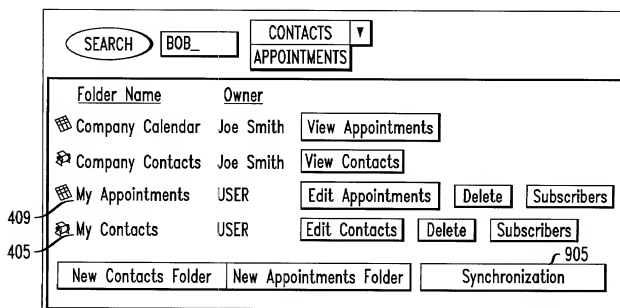 SEARCH BOB_ CONTACTS
APPOINTMENTS
Folder Name Owner
Company Calendar Joe Smith View Appointments
Company Contacts Joe Smith View Contacts
My Appointments USER Edit Appointments Delete Subscribers
409
My Contacts USER Edit Contacts Delete Subscribers
405
905
New Contacts Folder New Appointments Folder Synchronization